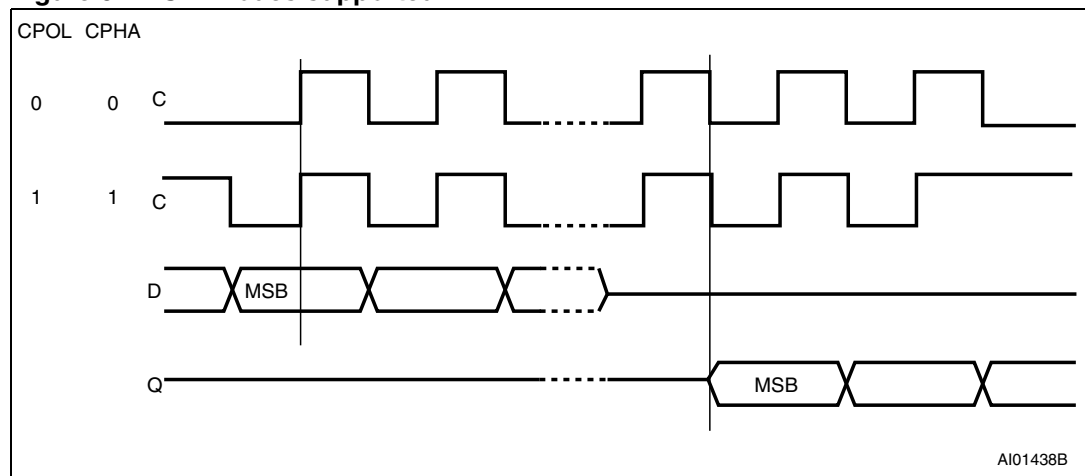 CPOL CPHA
0 0 C
1 1 C
D MSB
Q MSB
AI01438B